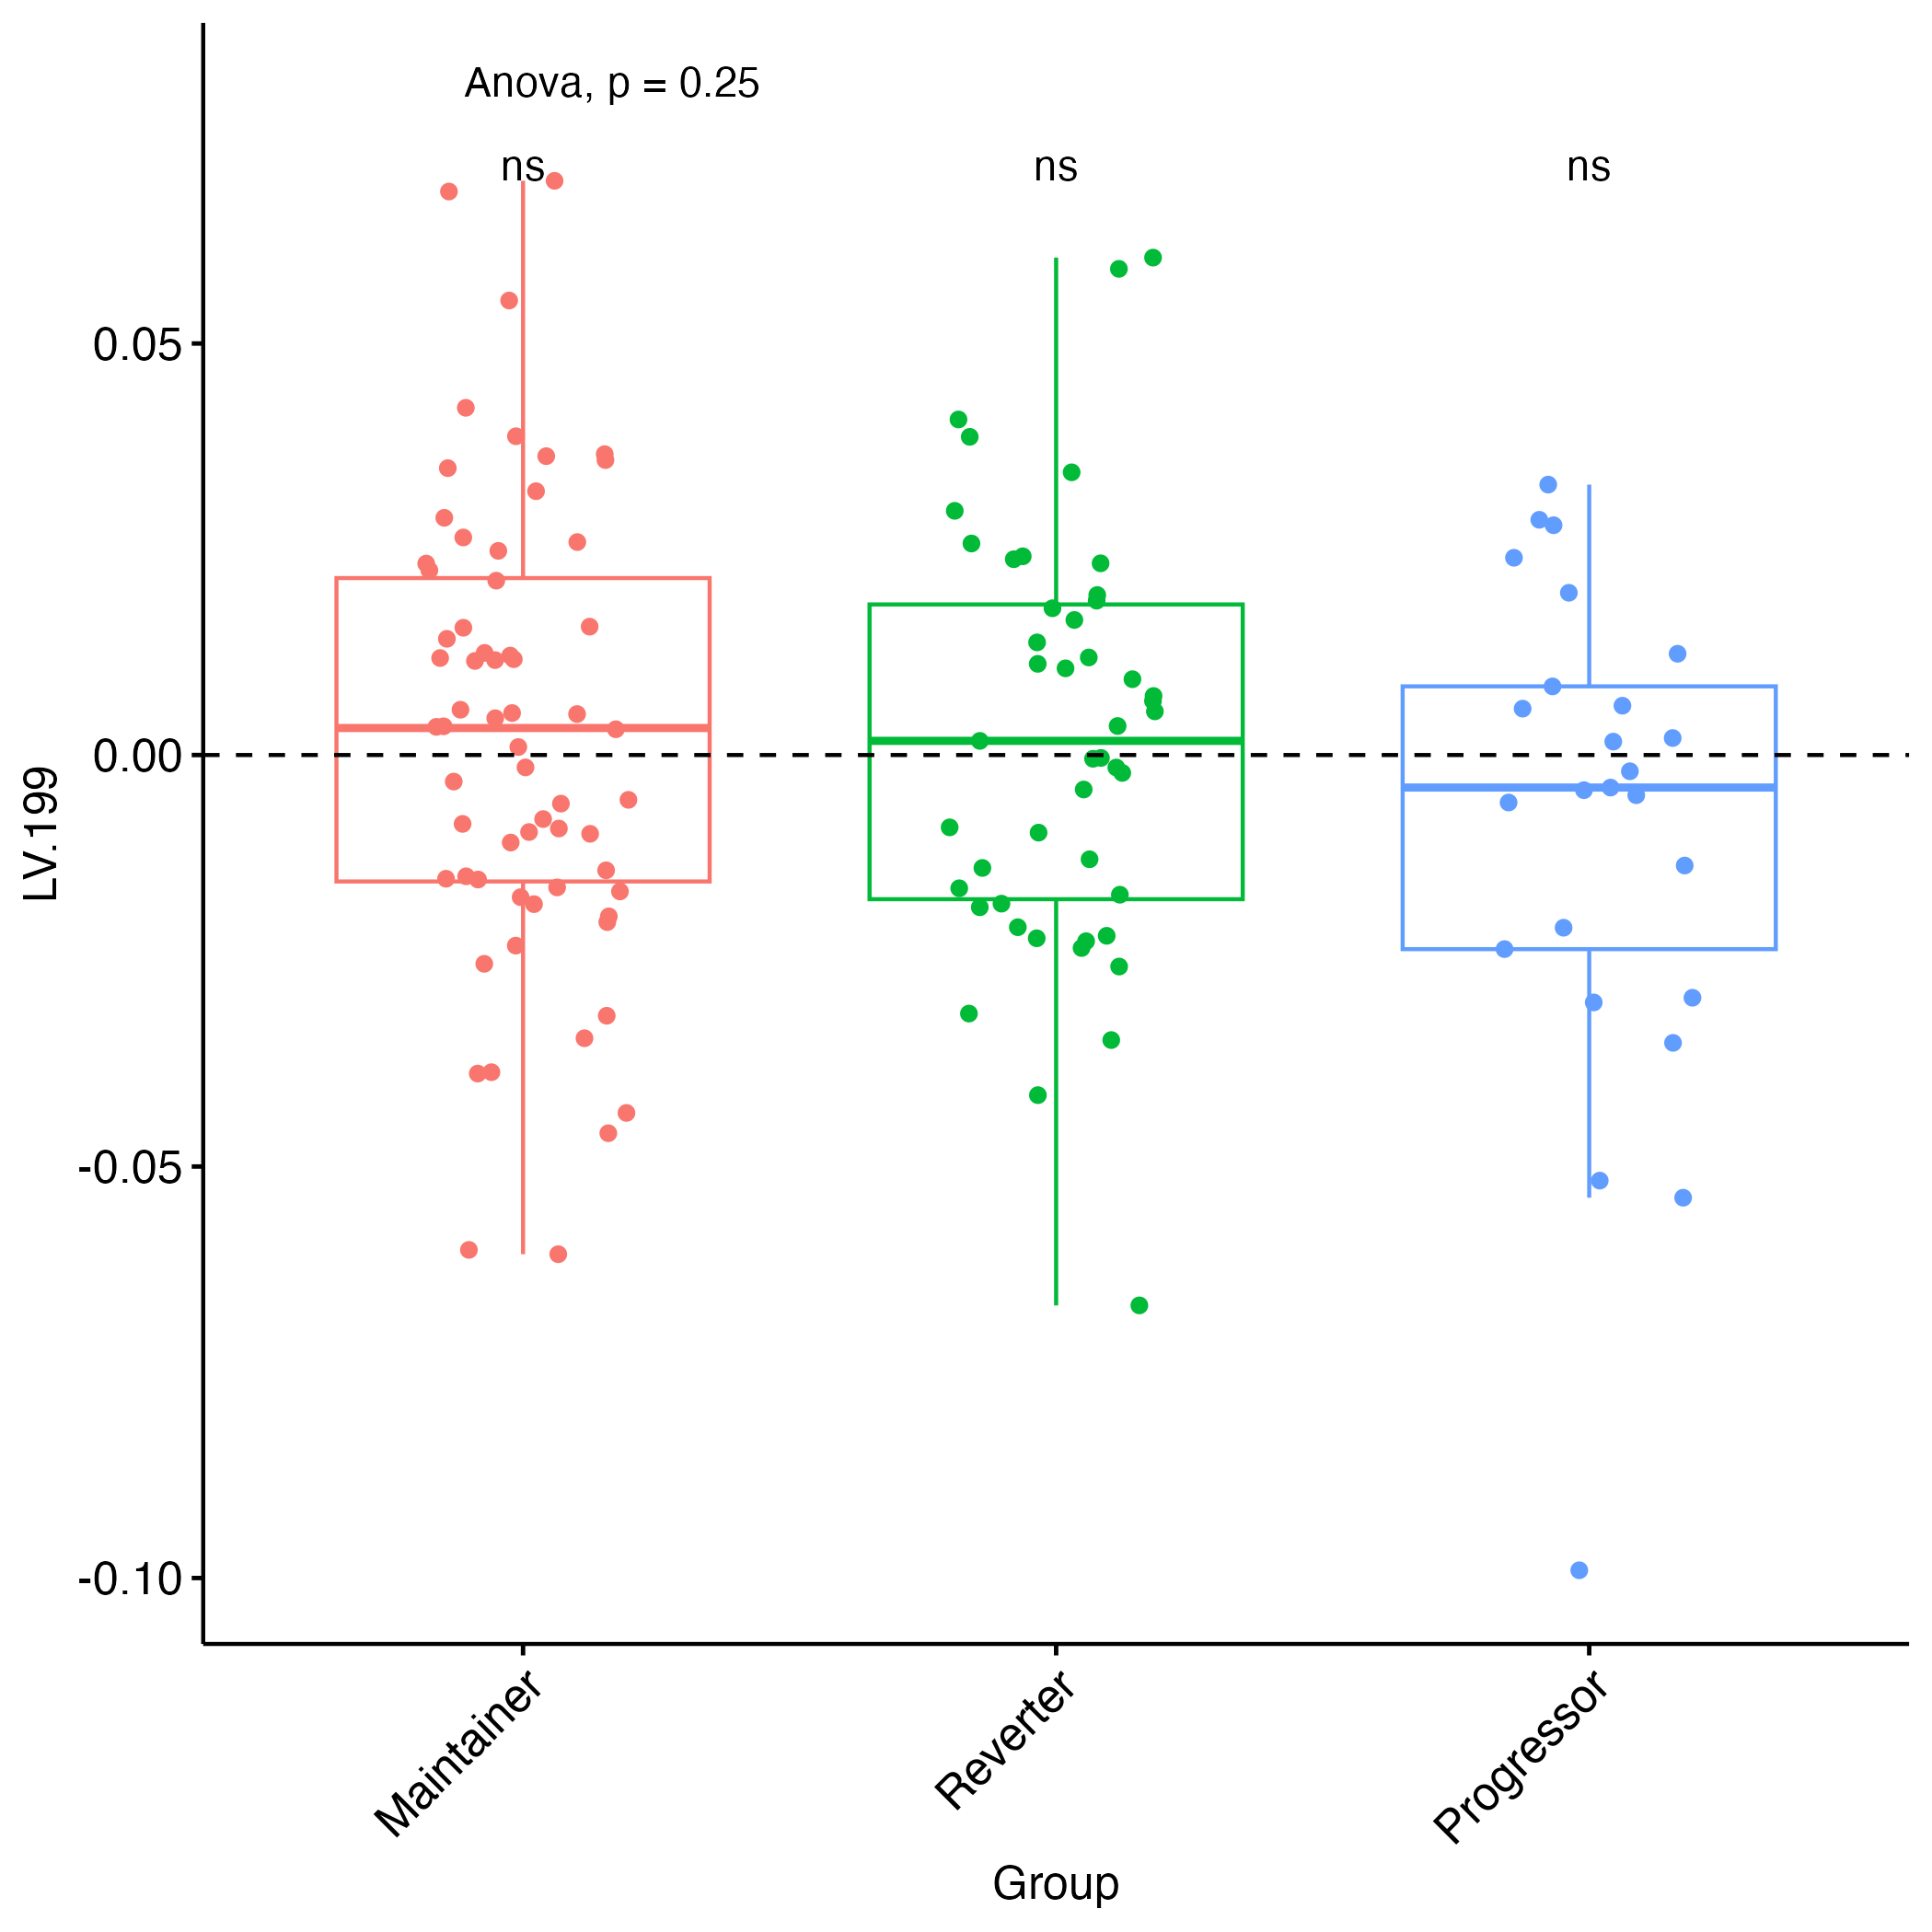 Anova, p = 0.25
ns ns ns
0.05
0.00
-0.05
-0.10
LV.199
Maintainer Reverter Progressor
Group